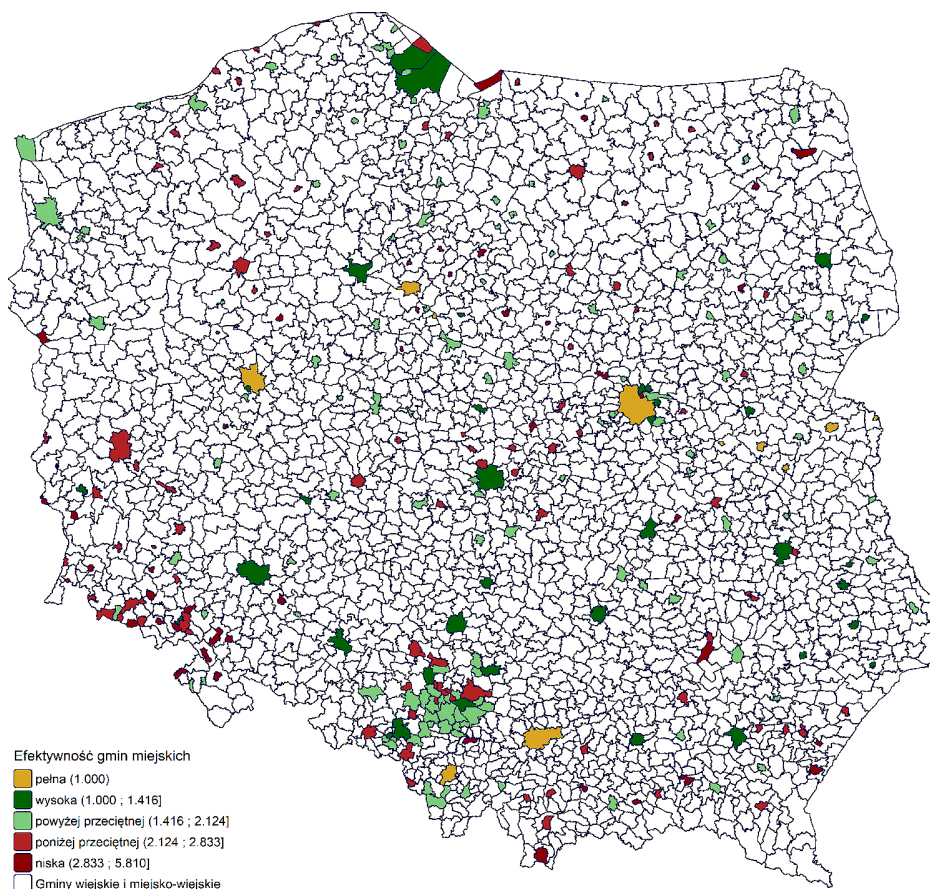 Efektywność gmin miejskich
pełna (1.000)
wysoka (1.000 ; 1.416]
powyżej przeciętnej (1.416 ; 2.124]
poniżej przeciętnej (2.124 ; 2.833]
niska (2.833 ; 5.810]
Gminy wiejskie i miejsko-wiejskie